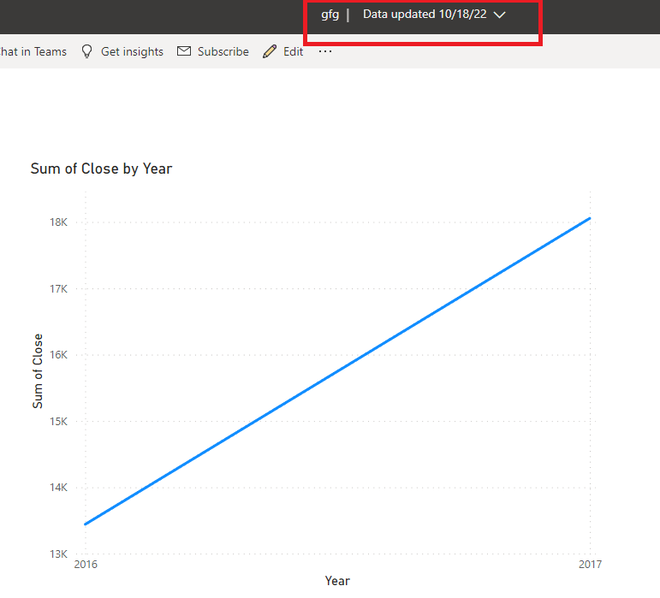 gfg | Data updated 10/18/22
hat in Teams Get insights Subscribe Edit ...
Sum of Close by Year
18K
17K
16K
15K
14K
13K
Sum of Close
2016 2017
Year